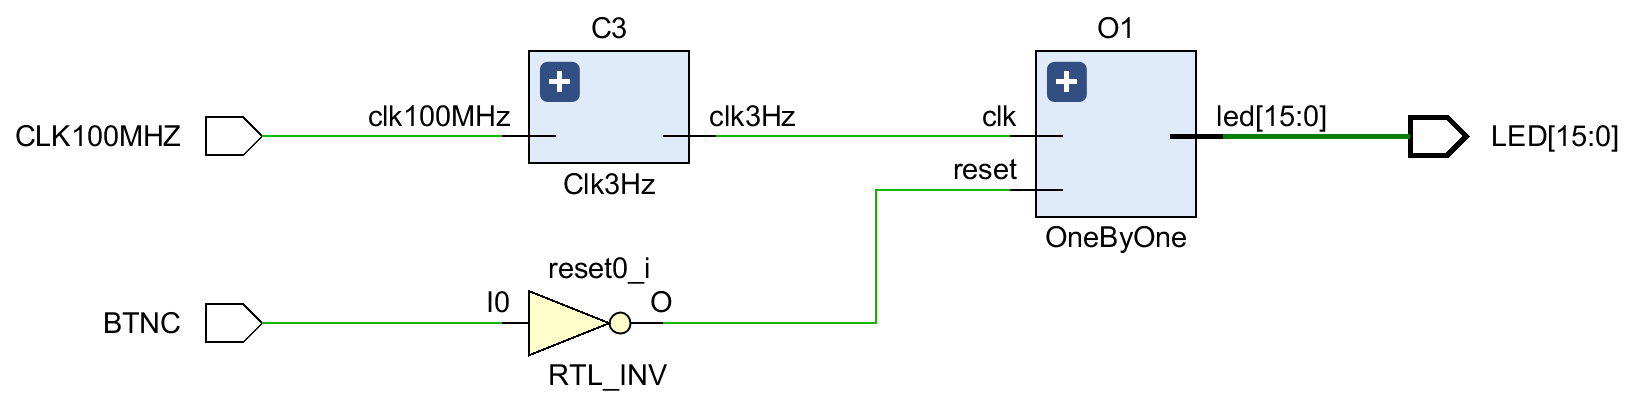 C3
O1
CLK100MHZ
clk100MHz
clk3Hz
clk
led[15:0]
LED[15:0]
reset
Clk3Hz
OneByOne
reset0_i
BTNC
I0
O
RTL_INV